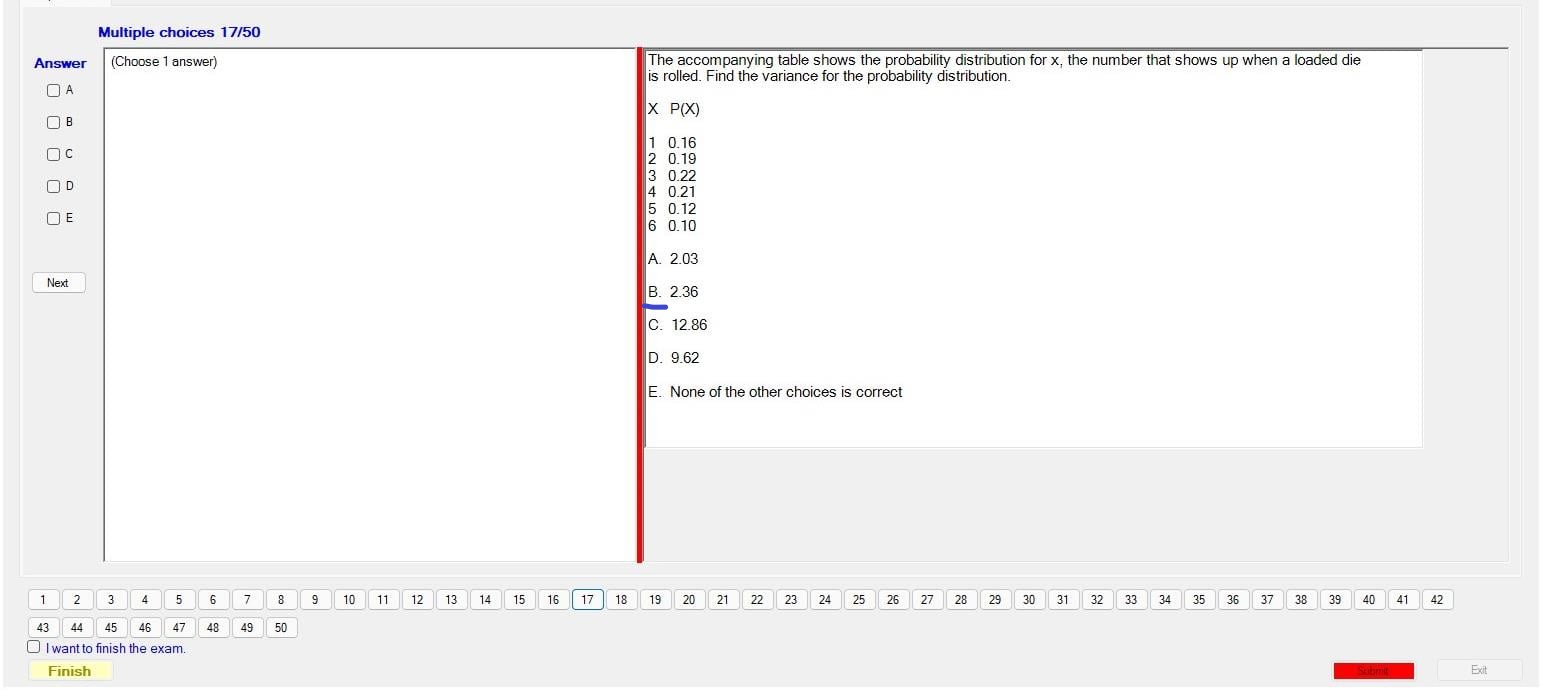 Multiple choices 17/50
Answer
(Choose 1 answer)
A
B
C
D
E
Next
The accompanying table shows the probability distribution for x, the number that shows up when a loaded die
is rolled. Find the variance for the probability distribution.
X P(X)
1 0.16
2 0.19
3 0.22
4 0.21
5 0.12
6 0.10
A. 2.03
B. 2.36
C. 12.86
D. 9.62
E. None of the other choices is correct
1 2 3 4 5 6 7 8 9 10 11 12 13 14 15 16 17 18 19 20 21 22 23 24 25 26 27 28 29 30 31 32 33 34 35 36 37 38 39 40 41 42
43 44 45 46 47 48 49 50
I want to finish the exam.
Finish
Submit
Exit